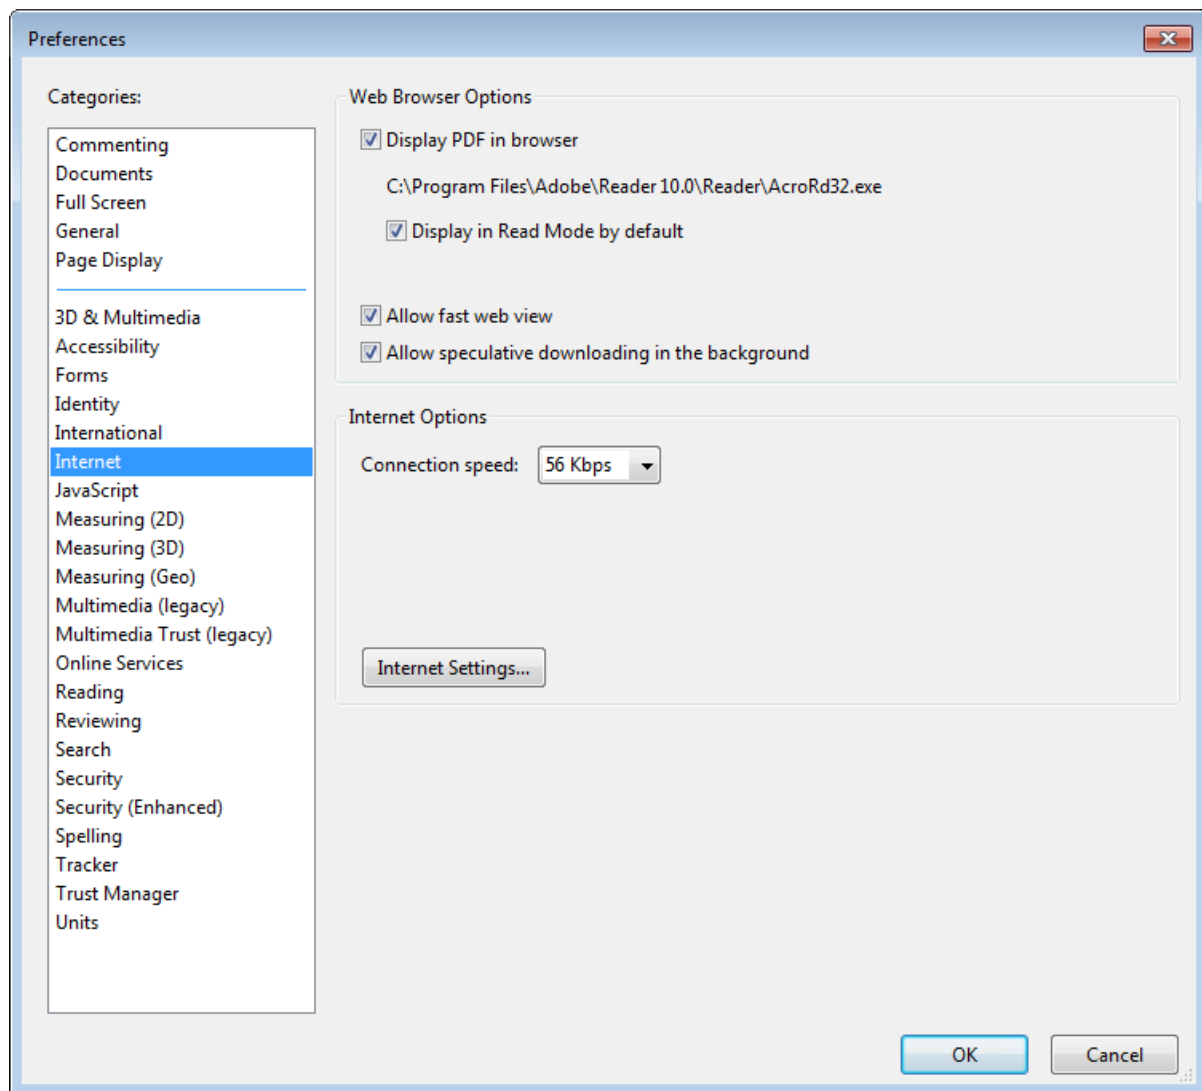 Preferences
Categories:
Commenting
Documents
Full Screen
General
Page Display
3D & Multimedia
Accessibility
Forms
Identity
International
Internet
JavaScript
Measuring (2D)
Measuring (3D)
Measuring (Geo)
Multimedia (legacy)
Multimedia Trust (legacy)
Online Services
Reading
Reviewing
Search
Security
Security (Enhanced)
Spelling
Tracker
Trust Manager
Units
Web Browser Options
Display PDF in browser
C:\Program Files\Adobe\Reader 10.0\Reader\AcroRd32.exe
Display in Read Mode by default
Allow fast web view
Allow speculative downloading in the background
Internet Options
Connection speed: 56 Kbps
Internet Settings...
OK Cancel